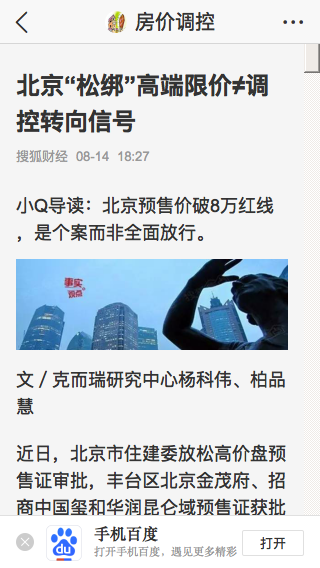 房价调控
北京“松绑”高端限价≠调
控转向信号
搜狐财经 08-14 18:27
小Q导读：北京预售价破8万红线
，是个案而非全面放行。
事实
观点
文／克而瑞研究中心杨科伟、柏品
慧
近日，北京市住建委放松高价盘预
售证审批，丰台区北京金茂府、招
商中国玺和华润昆仑域预售证获批
手机百度
打开手机百度，遇见更多精彩
打开
du